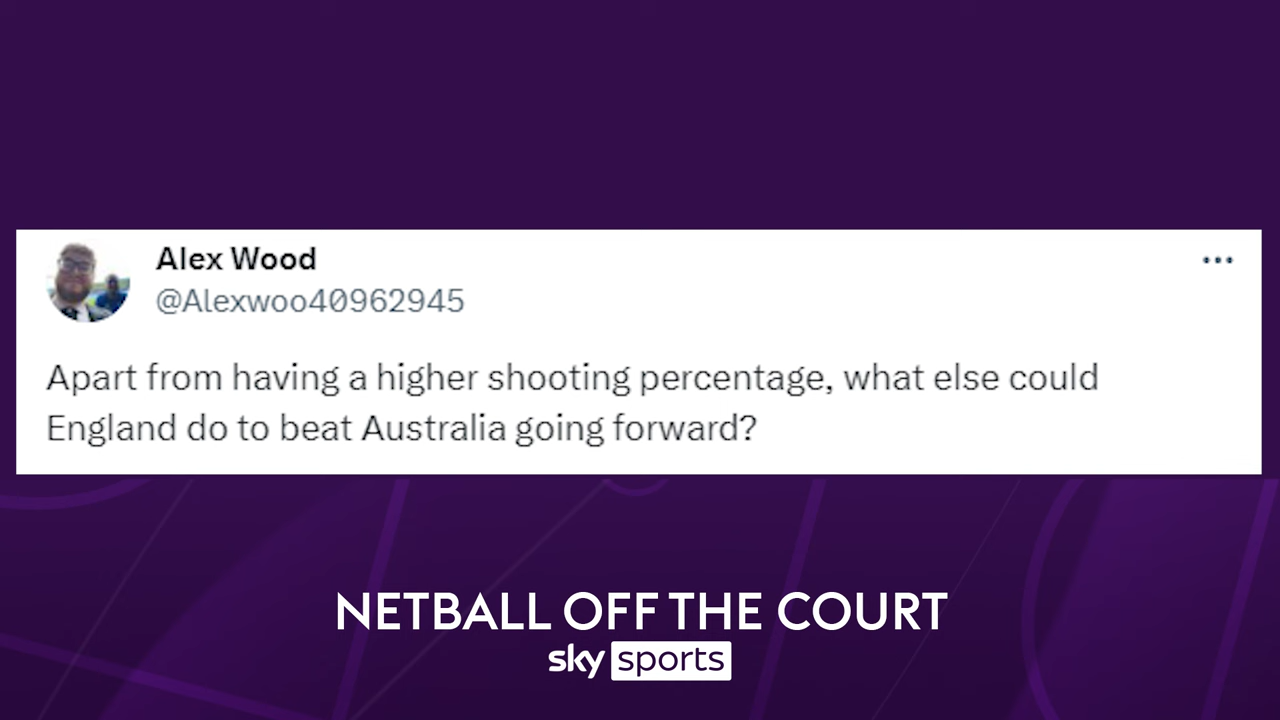 Alex Wood
@Alexwoo40962945
Apart from having a higher shooting percentage, what else could
England do to beat Australia going forward?
NETBALL OFF THE COURT
sky sports